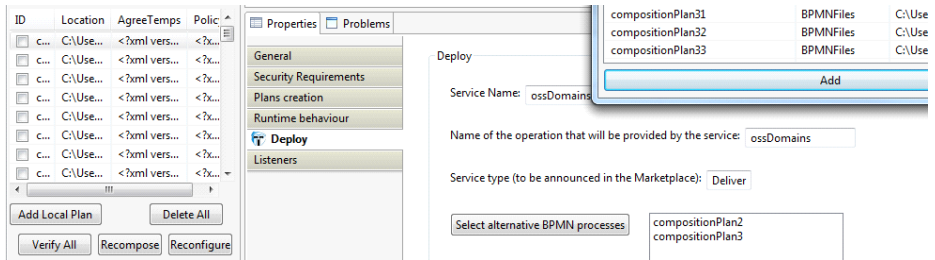 ID Location AgreeTemps Polic
c... C:\Use... <?xml vers... <?x...
c... C:\Use... <?xml vers... <?x...
c... C:\Use... <?xml vers... <?x...
c... C:\Use... <?xml vers... <?x...
c... C:\Use... <?xml vers... <?x...
c... C:\Use... <?xml vers... <?x...
c... C:\Use... <?xml vers... <?x...
Add Local Plan Delete All
Verify All Recompose Reconfigure
Properties Problems
General
Security Requirements
Plans creation
Runtime behaviour
Deploy
Listeners
Deploy
Service Name: ossDomains
Name of the operation that will be provided by the service: ossDomains
Service type (to be announced in the Marketplace): Deliver
Select alternative BPMN processes
compositionPlan2
compositionPlan3
compositionPlan31 BPMNFiles C:\Use
compositionPlan32 BPMNFiles C:\Use
compositionPlan33 BPMNFiles C:\Use
Add